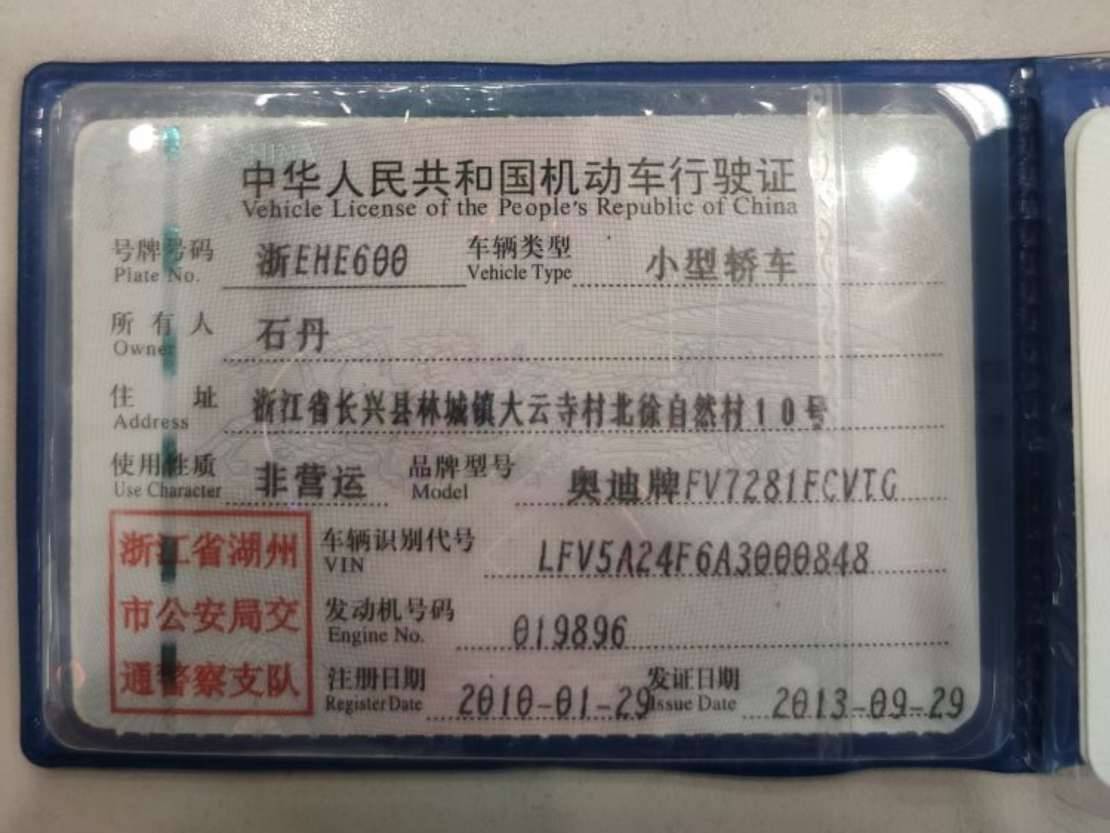 中华人民共和国机动车行驶证
Vehicle License of the People's Republic of China
号牌号码 浙EHE600 车辆类型 小型轿车
Plate No. Vehicle Type
所有人 石丹
Owner
住址 浙江省长兴县林城镇大云寺村北徐自然村10号
Address
使用性质 非营运 品牌型号 奥迪牌FV7281FCVTG
Use Character Model
浙江省湖州
市公安局交
通警察支队
车辆识别代号 LFV5A24F6A3000848
VIN
发动机号码 019896
Engine No.
注册日期 2010-01-29 发证日期 2013-09-29
Register Date Issue Date